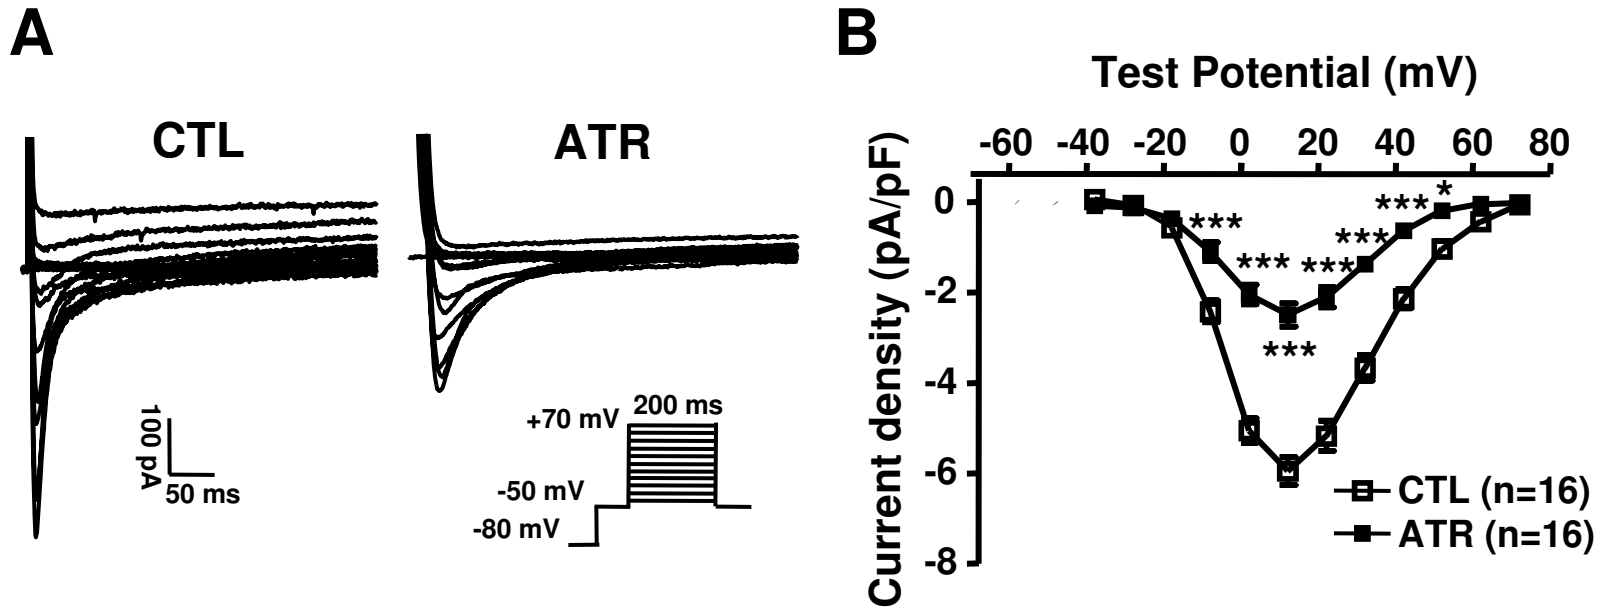 A
CTL
ATR
100 pA
50 ms
+70 mV
200 ms
-50 mV
-80 mV
B
Test Potential (mV)
-60 -40 -20 0 20 40 60 80
Current density (pA/pF)
0
-2
-4
-6
-8
***
***
***
***
***
***
*
CTL (n=16)
ATR (n=16)